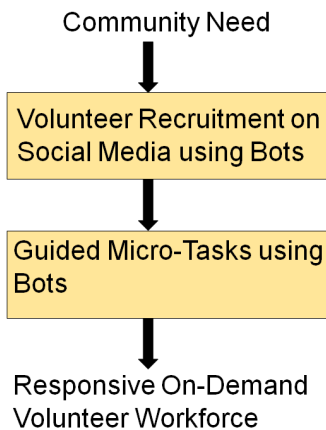 Community Need
Volunteer Recruitment on
Social Media using Bots
Guided Micro-Tasks using
Bots
Responsive On-Demand
Volunteer Workforce